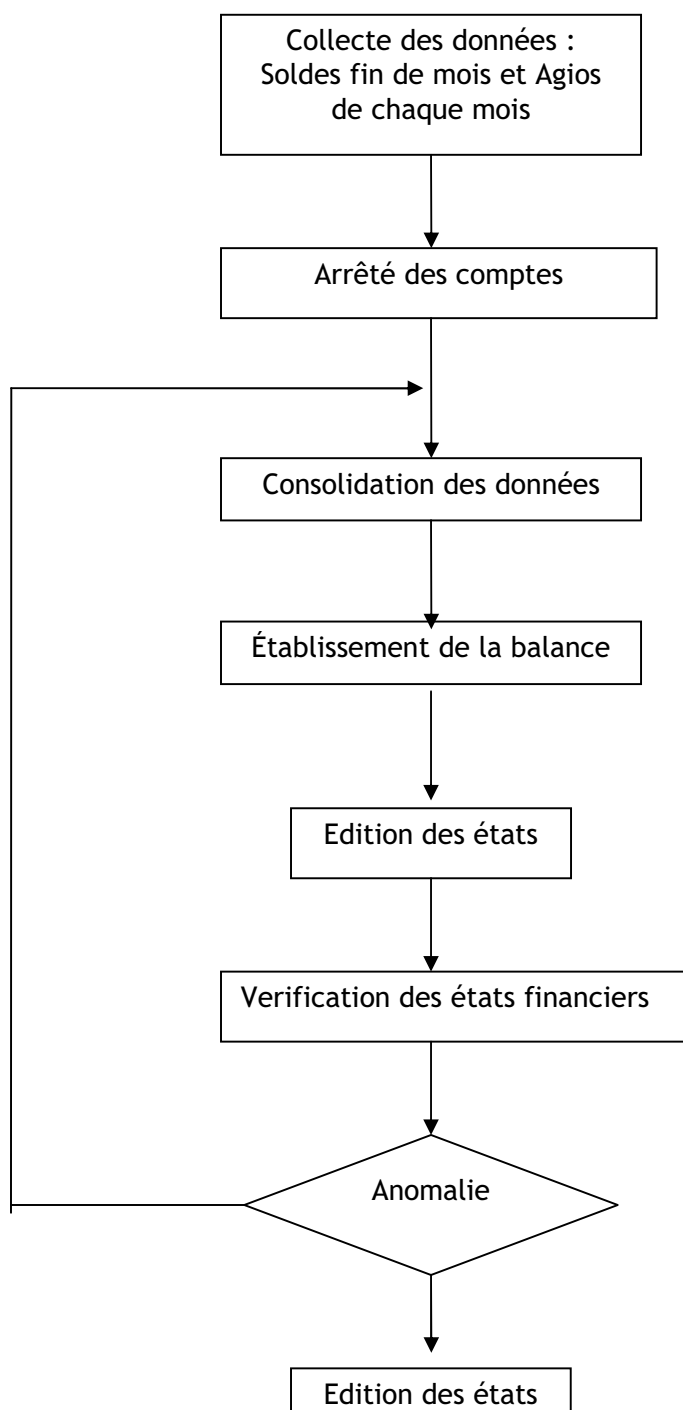 Collecte des données :
Soldes fin de mois et Agios
de chaque mois
Arrêté des comptes
Consolidation des données
Établissement de la balance
Edition des états
Verification des états financiers
Anomalie
Edition des états